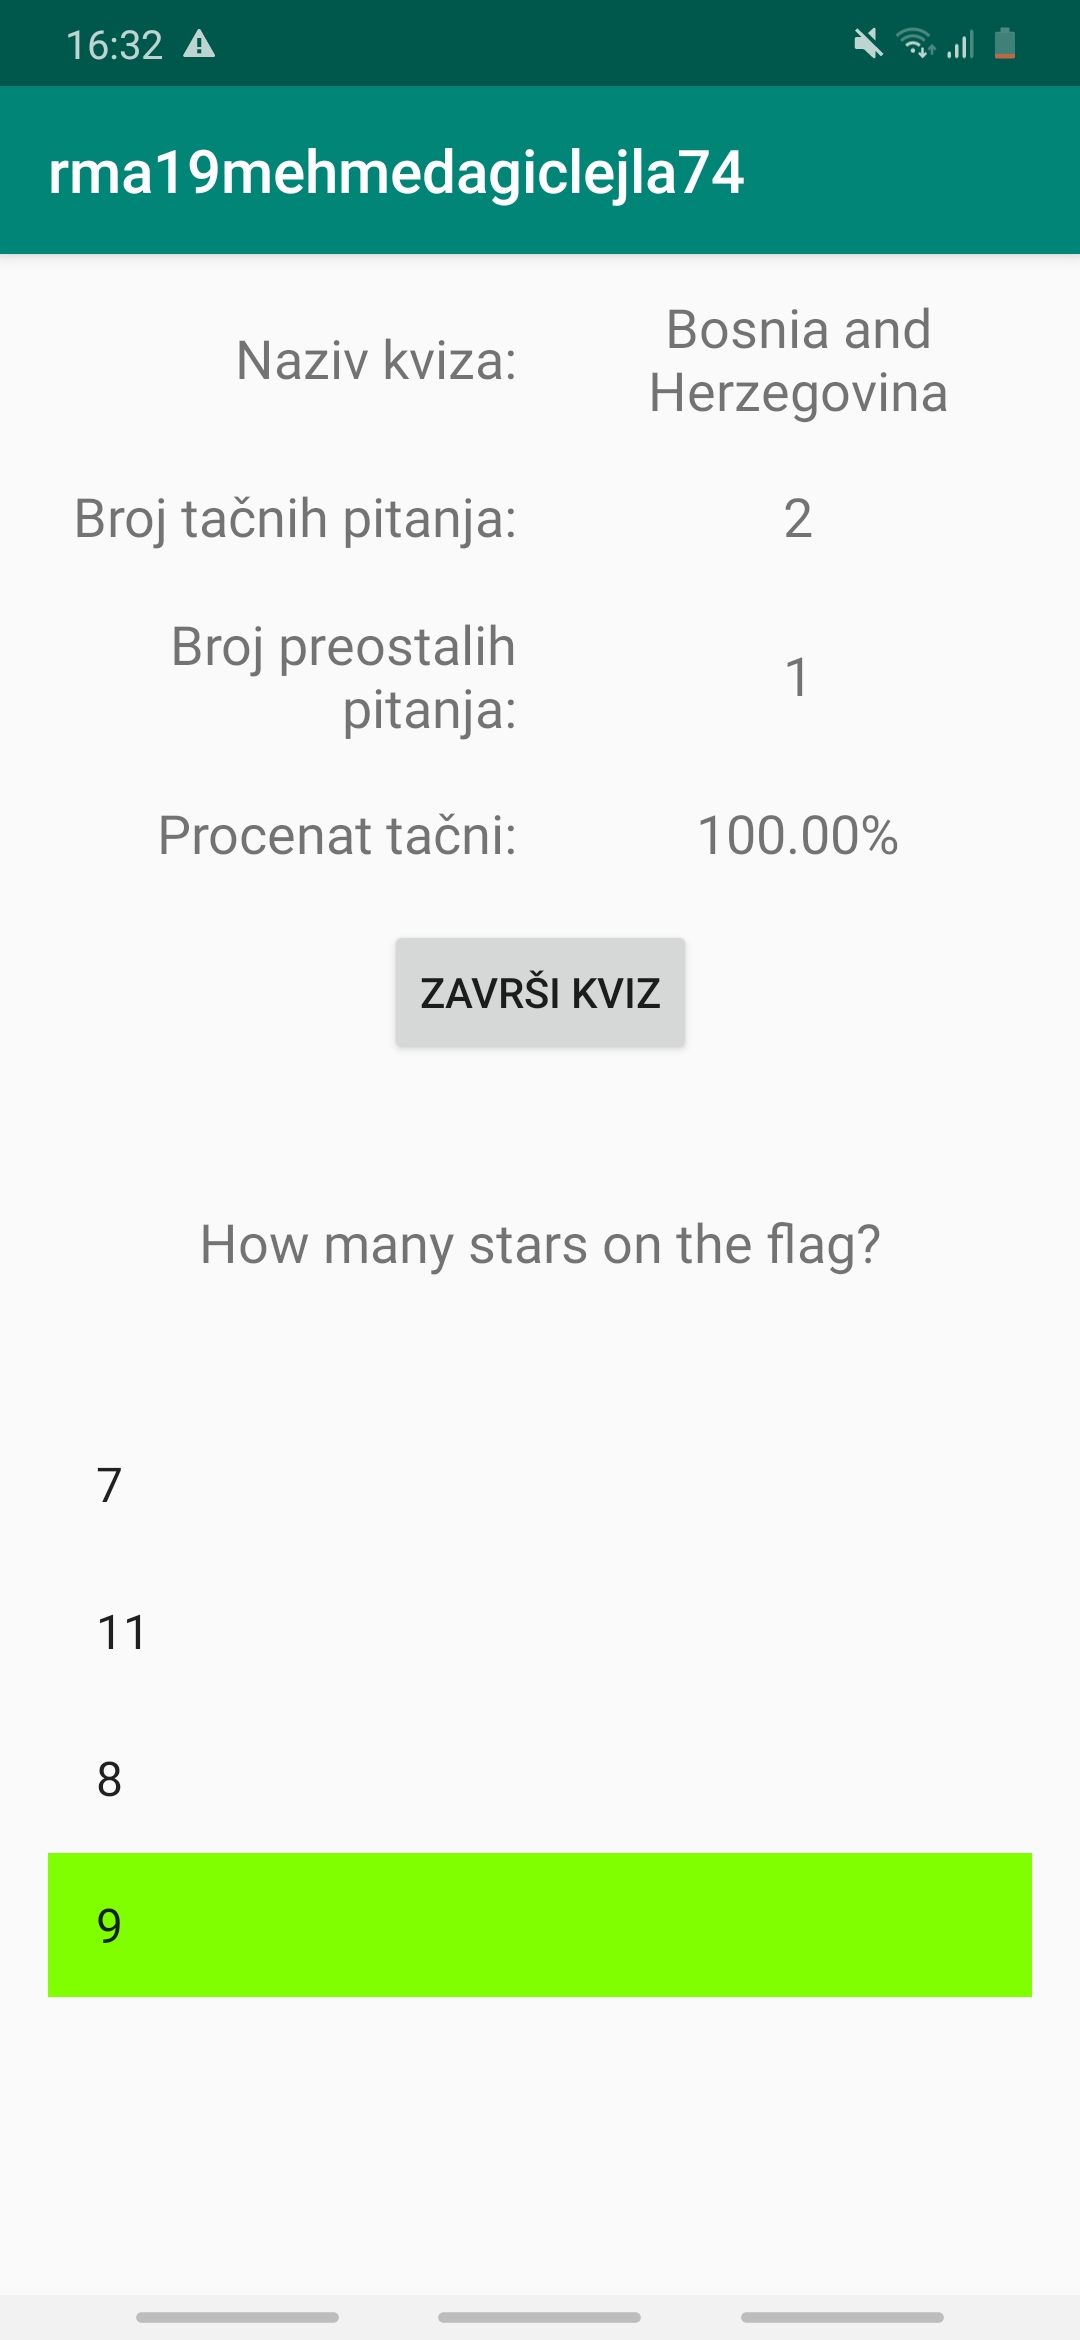 16:32
rma19mehmedagiclejla74
Naziv kviza:
Bosnia and
Herzegovina
Broj tačnih pitanja:
2
Broj preostalih
pitanja:
1
Procenat tačni:
100.00%
ZAVRŠI KVIZ
How many stars on the flag?
7
11
8
9